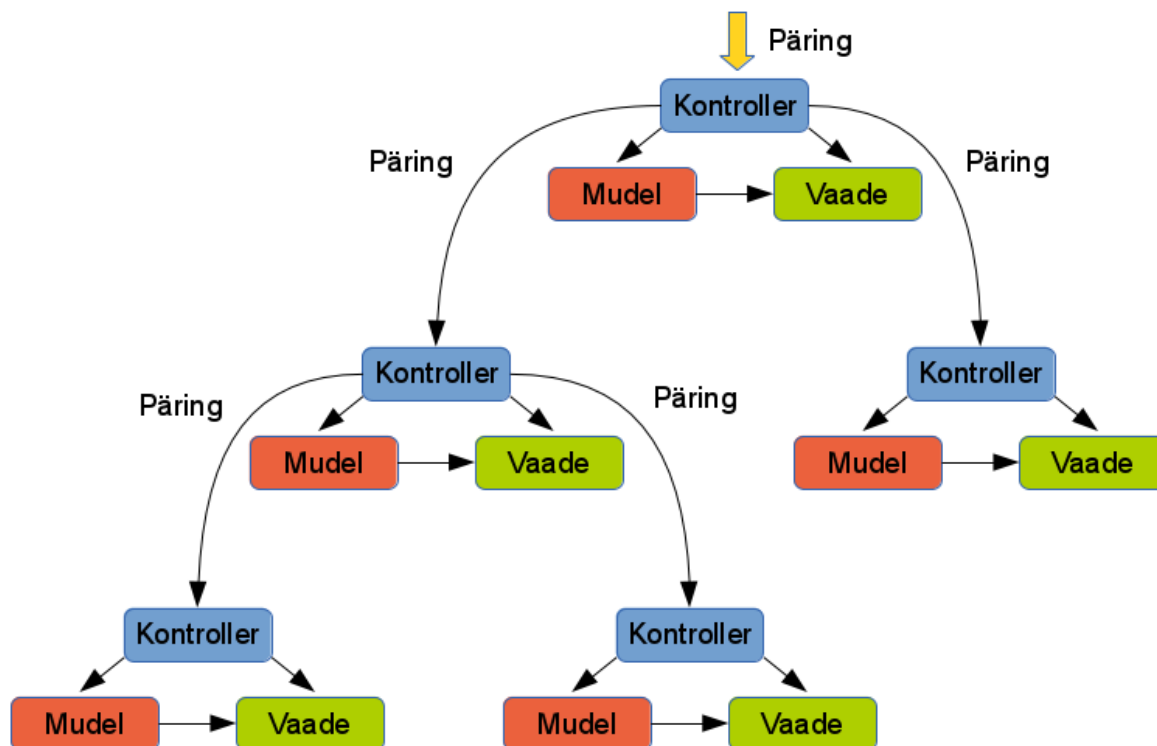 Päring
Kontroller
Päring
Päring
Mudel
Vaade
Kontroller
Kontroller
Päring
Päring
Mudel
Vaade
Mudel
Vaade
Kontroller
Kontroller
Mudel
Vaade
Mudel
Vaade